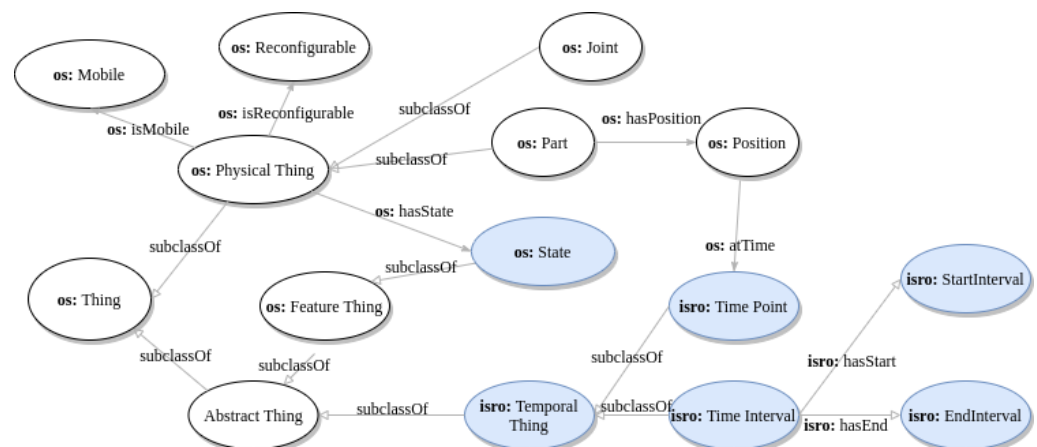 os: Reconfigurable
os: Joint
os: Mobile
subclassOf
os: isReconfigurable
os: hasPosition
os: isMobile
os: Part
os: Position
subclassOf
os: Physical Thing
os: hasState
subclassOf
os: atTime
os: State
subclassOf
isro: StartInterval
os: Thing
os: Feature Thing
isro: Time Point
subclassOf
subclassOf
subclassOf
isro: hasStart
Abstract Thing
subclassOf
isro: Temporal
Thing
subclassOf
isro: Time Interval
isro: hasEnd
isro: EndInterval